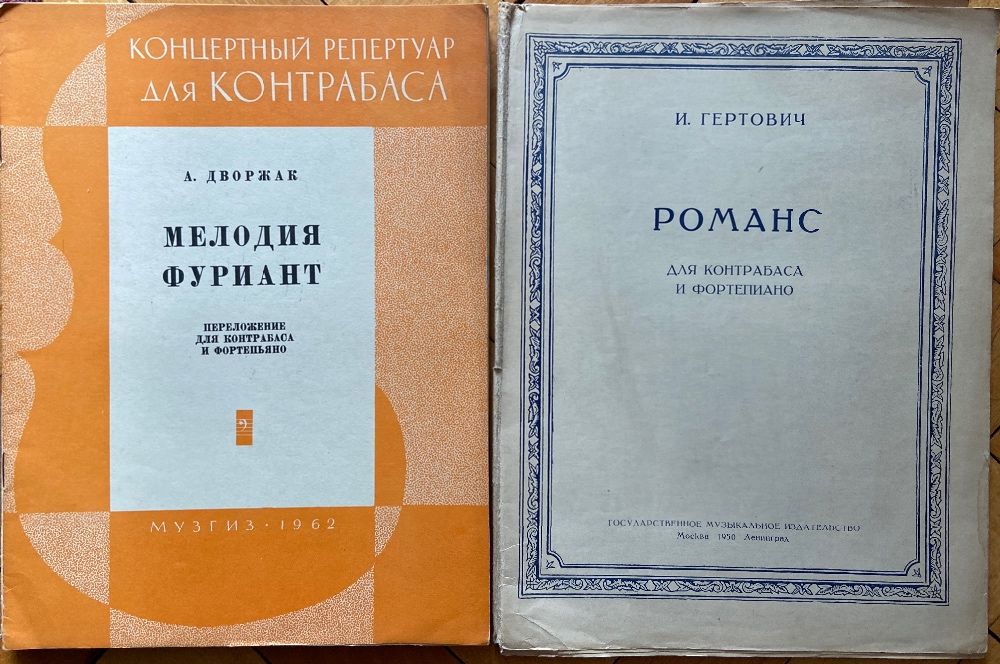 КОНЦЕРТНЫЙ РЕПЕРТУАР
ДЛЯ КОНТРАБАСА
А. ДВОРЖАК
МЕЛОДИЯ
ФУРИАНТ
ПЕРЕЛОЖЕНИЕ
ДЛЯ КОНТРАБАСА
И ФОРТЕПЬЯНО
МУЗГИЗ · 1962
И. ГЕРТОВИЧ
РОМАНС
ДЛЯ КОНТРАБАСА
И ФОРТЕПИАНО
ГОСУДАРСТВЕННОЕ МУЗЫКАЛЬНОЕ ИЗДАТЕЛЬСТВО
Москва 1950 Ленинград